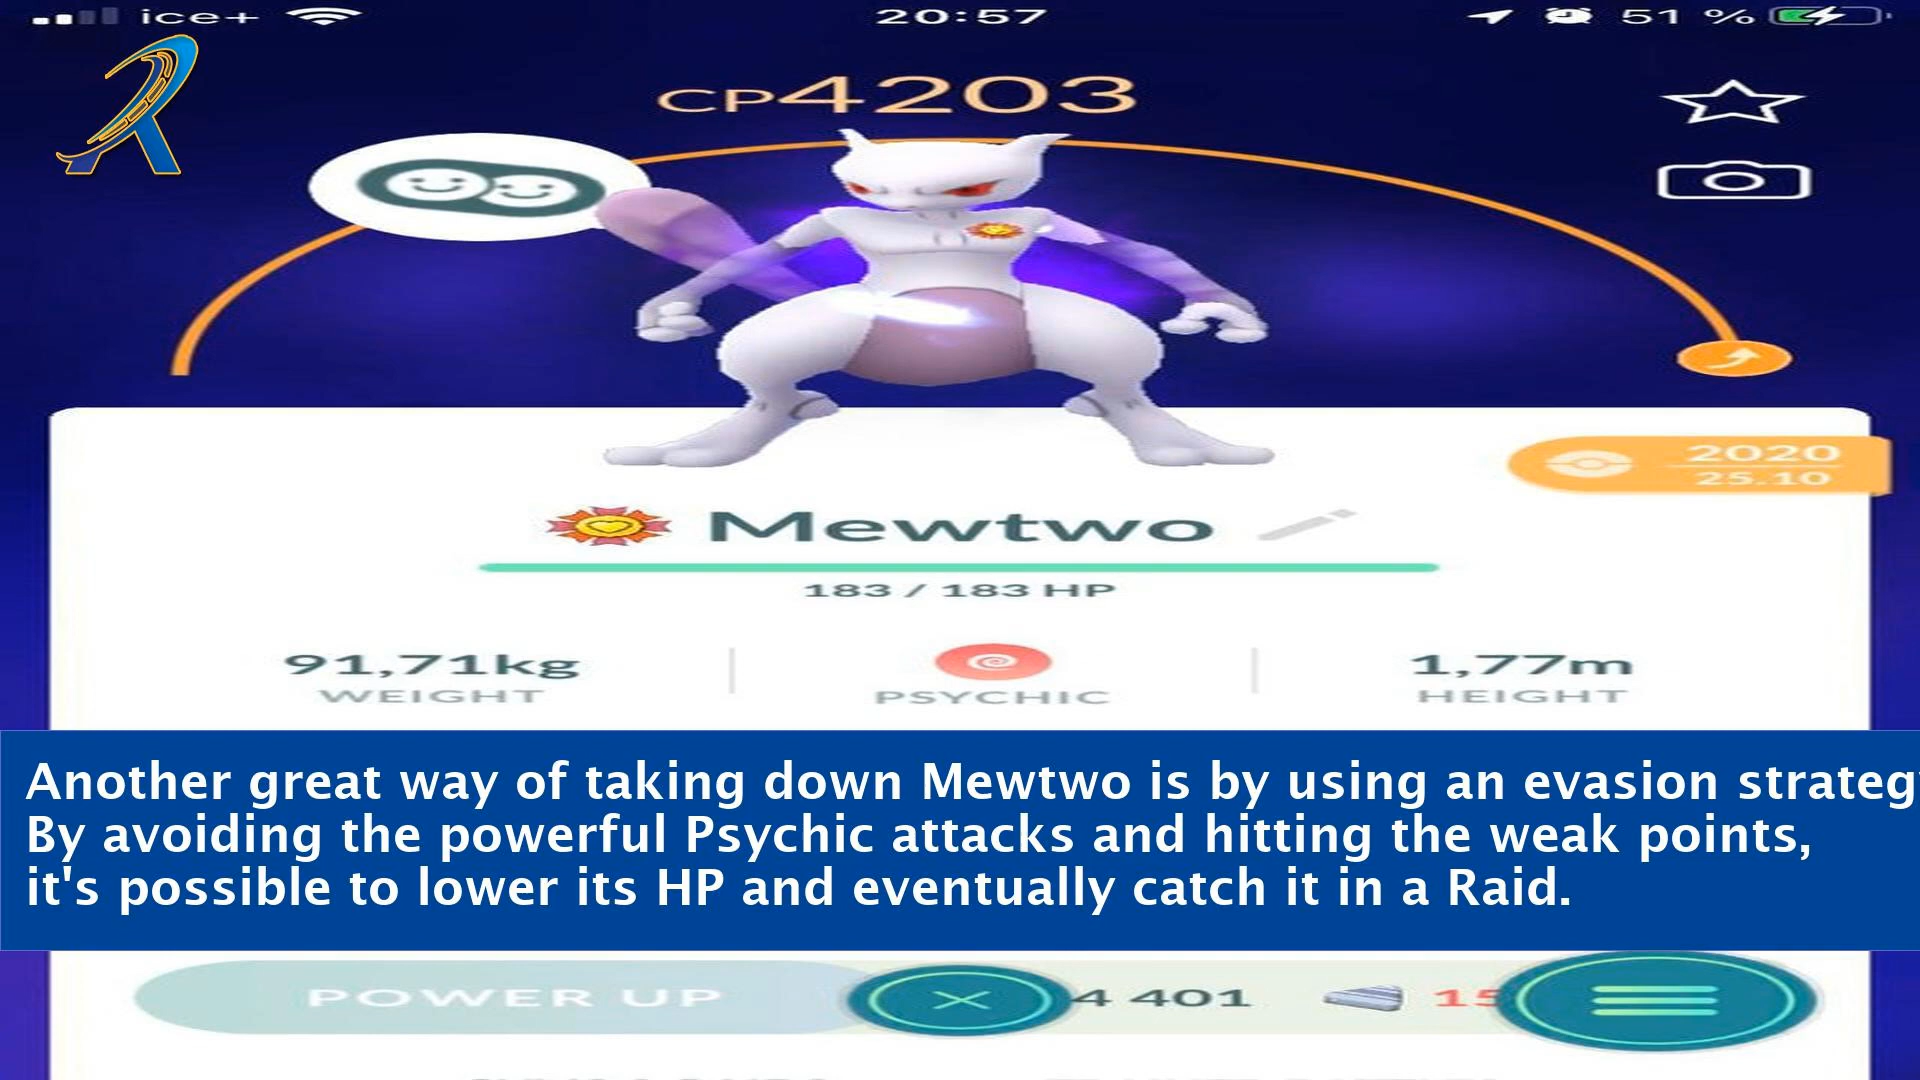 ice+ 20:57 51 %
CP4203
2020
25.10
Mewtwo
183 / 183 HP
91,71kg 1,77m
WEIGHT PSYCHIC HEIGHT
Another great way of taking down Mewtwo is by using an evasion
By avoiding the powerful Psychic attacks and hitting the weak points,
it's possible to lower its HP and eventually catch it in a Raid.
POWER UP 4 401 15